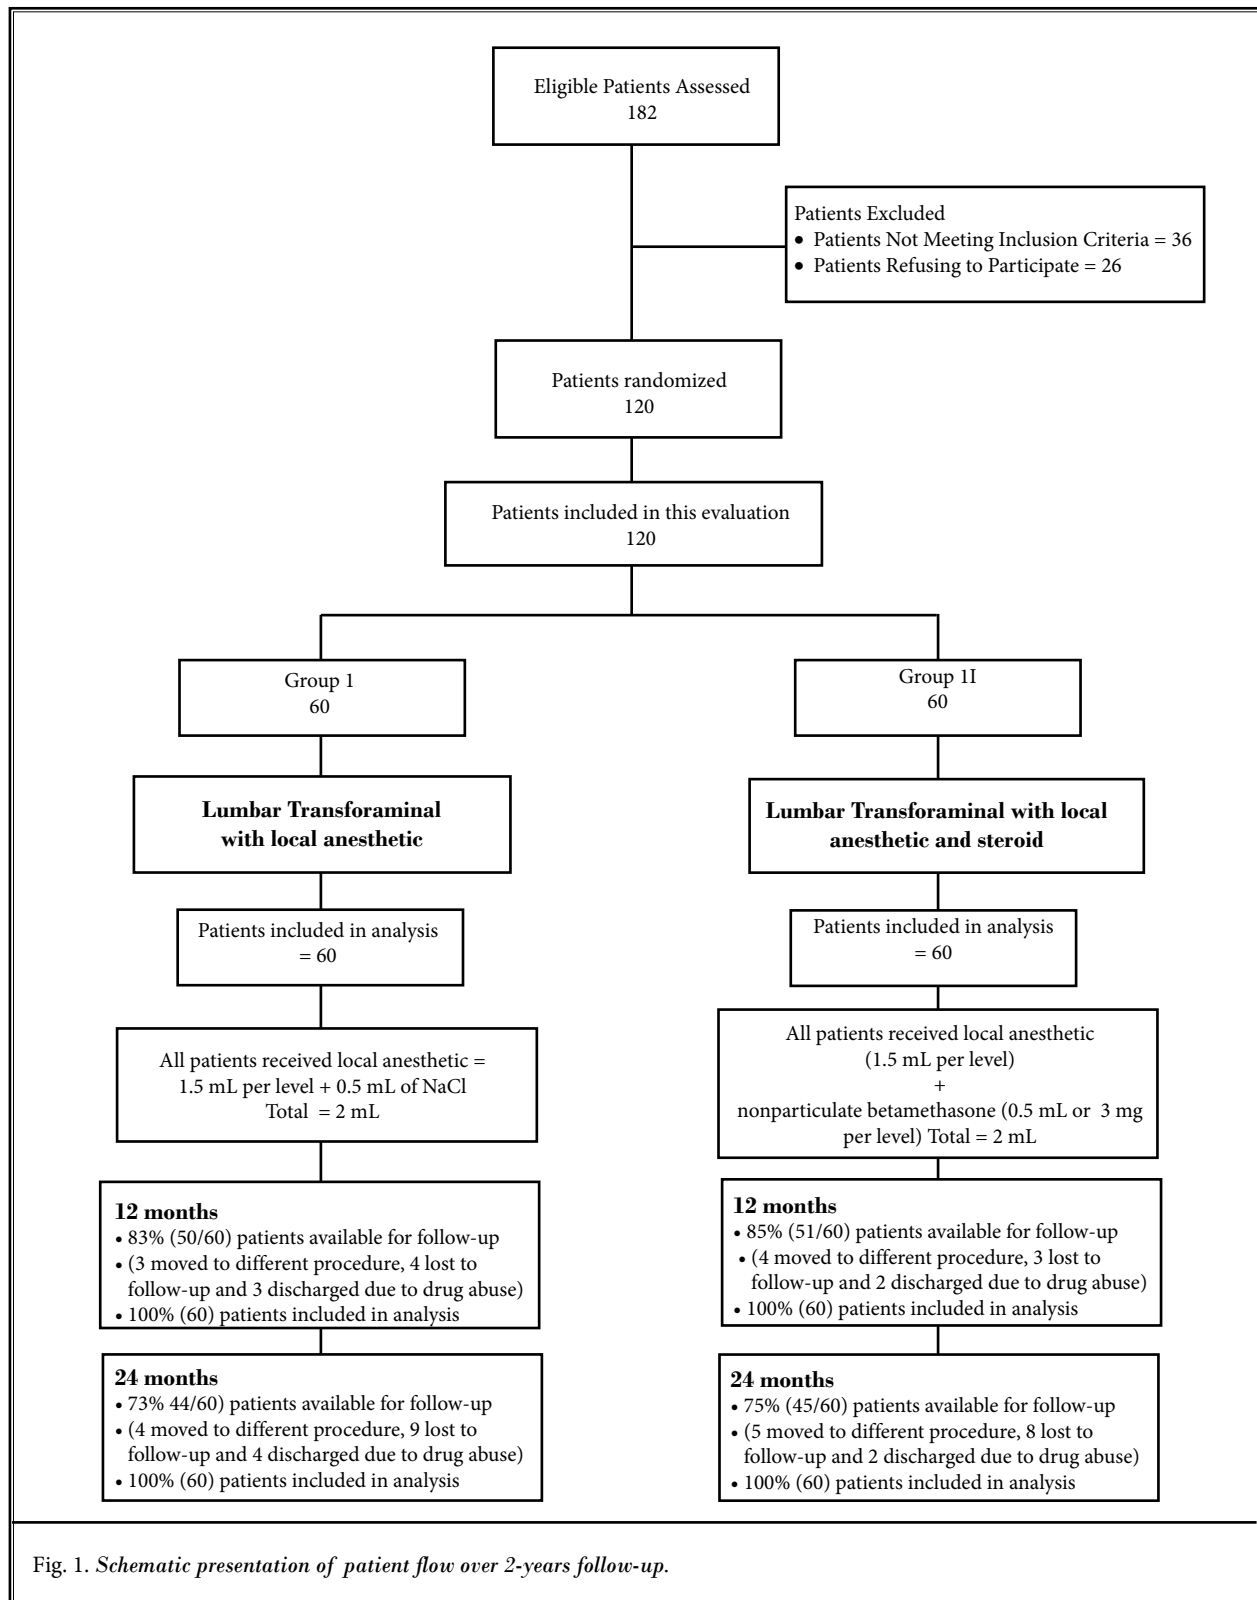 Eligible Patients Assessed
182
Patients Excluded
• Patients Not Meeting Inclusion Criteria = 36
• Patients Refusing to Participate = 26
Patients randomized
120
Patients included in this evaluation
120
Group 1
60
Group 1I
60
Lumbar Transforaminal
with local anesthetic
Lumbar Transforaminal with local
anesthetic and steroid
Patients included in analysis
= 60
Patients included in analysis
= 60
All patients received local anesthetic =
1.5 mL per level + 0.5 mL of NaCl
Total = 2 mL
All patients received local anesthetic
(1.5 mL per level)
+
nonparticulate betamethasone (0.5 mL or 3 mg
per level) Total = 2 mL
12 months
• 83% (50/60) patients available for follow-up
• (3 moved to different procedure, 4 lost to
follow-up and 3 discharged due to drug abuse)
• 100% (60) patients included in analysis
12 months
• 85% (51/60) patients available for follow-up
• (4 moved to different procedure, 3 lost to
follow-up and 2 discharged due to drug abuse)
• 100% (60) patients included in analysis
24 months
• 73% 44/60) patients available for follow-up
• (4 moved to different procedure, 9 lost to
follow-up and 4 discharged due to drug abuse)
• 100% (60) patients included in analysis
24 months
• 75% (45/60) patients available for follow-up
• (5 moved to different procedure, 8 lost to
follow-up and 2 discharged due to drug abuse)
• 100% (60) patients included in analysis
Fig. 1. Schematic presentation of patient flow over 2-years follow-up.